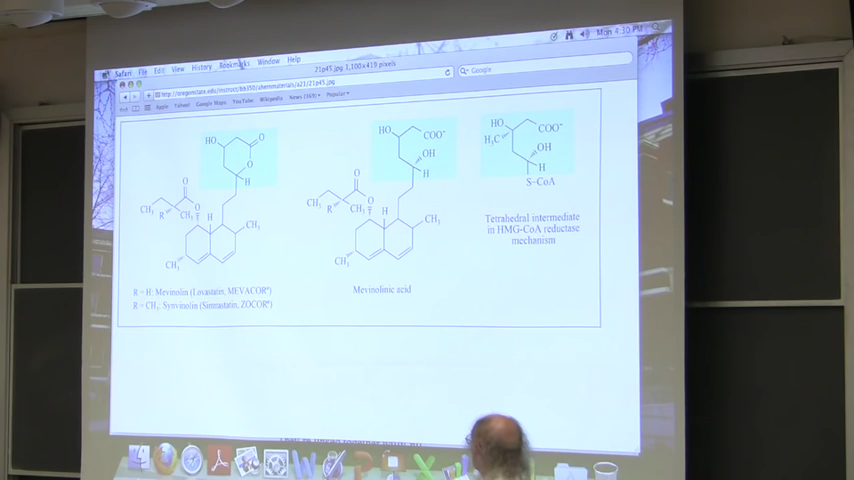 Safari File Edit View History Bookmarks Window Help
Mon 4:30 PM
21p45.jpg 1,100×419 pixels
http://oregonstate.edu/instruct/bb350/ahernmaterials/a21/21p45.jpg
Google
Apple Yahoo! Google Maps YouTube Wikipedia News (369) Popular
HO
O
O
H
O
CH₃
R
CH₃
O
H
CH₃
CH₃
R = H: Mevinolin (Lovastatin, MEVACOR®)
R = CH₃: Synvinolin (Simvastatin, ZOCOR®)
HO
COO⁻
OH
H
O
CH₃
R
CH₃
O
H
CH₃
CH₃
Mevinolinic acid
HO
COO⁻
H₃C
OH
H
S-CoA
Tetrahedral intermediate
in HMG-CoA reductase
mechanism